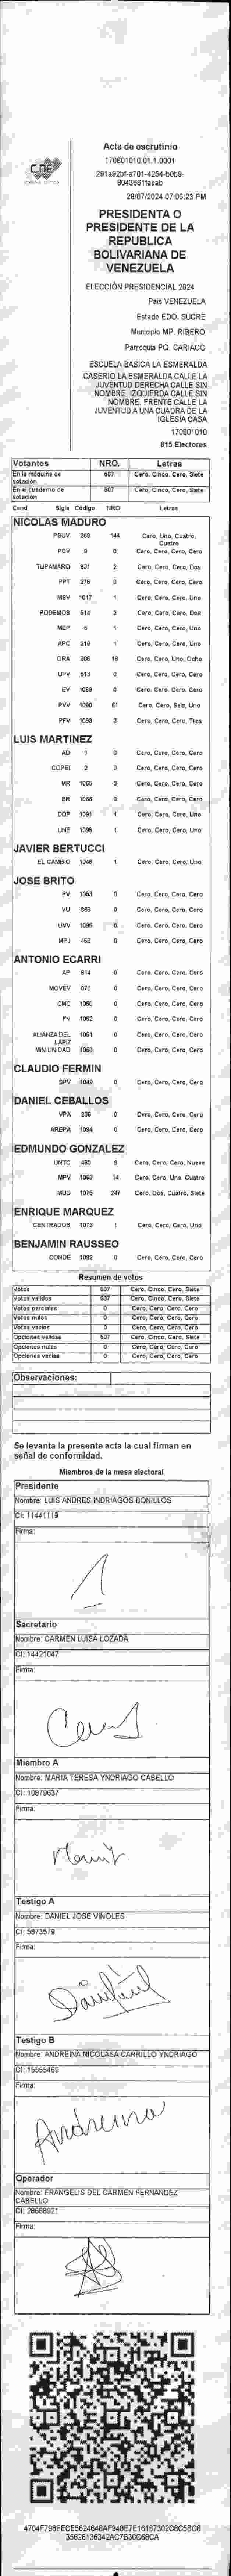 CNE
Acta de escrutinio
170801010.01.1.0001
291a92bf-a701-4254-b0b9-
8043661facab
28/07/2024 07:05:23 PM
PRESIDENTA O
PRESIDENTE DE LA
REPUBLICA
BOLIVARIANA DE
VENEZUELA
ELECCIÓN PRESIDENCIAL 2024
País VENEZUELA
Estado EDO. SUCRE
Municipio MP. RIBERO
Parroquia PQ. CARIACO
ESCUELA BASICA LA ESMERALDA
CASERIO LA ESMERALDA CALLE LA
JUVENTUD DERECHA CALLE SIN
NOMBRE. IZQUIERDA CALLE SIN
NOMBRE. FRENTE CALLE LA
JUVENTUD A UNA CUADRA DE LA
IGLESIA CASA
170801010
815 Electores
Votantes NRO. Letras
En la maquina de votación 507 Cero, Cinco, Cero, Siete
En el cuaderno de votación 507 Cero, Cinco, Cero, Siete
Cand. Sigla Código NRO Letras
NICOLAS MADURO
PSUV 269 144 Cero, Uno, Cuatro, Cuatro
PCV 9 0 Cero, Cero, Cero, Cero
TUPAMARO 931 2 Cero, Cero, Cero, Dos
PPT 276 0 Cero, Cero, Cero, Cero
MSV 1017 1 Cero, Cero, Cero, Uno
PODEMOS 514 2 Cero, Cero, Cero, Dos
MEP 6 1 Cero, Cero, Cero, Uno
APC 219 1 Cero, Cero, Cero, Uno
ORA 906 18 Cero, Cero, Uno, Ocho
UPV 613 0 Cero, Cero, Cero, Cero
EV 1089 0 Cero, Cero, Cero, Cero
PVV 1090 61 Cero, Cero, Seis, Uno
PFV 1093 3 Cero, Cero, Cero, Tres
LUIS MARTINEZ
AD 1 0 Cero, Cero, Cero, Cero
COPEI 2 0 Cero, Cero, Cero, Cero
MR 1065 0 Cero, Cero, Cero, Cero
BR 1066 0 Cero, Cero, Cero, Cero
DDP 1091 1 Cero, Cero, Cero, Uno
UNE 1095 1 Cero, Cero, Cero, Uno
JAVIER BERTUCCI
EL CAMBIO 1048 1 Cero, Cero, Cero, Uno
JOSE BRITO
PV 1053 0 Cero, Cero, Cero, Cero
VU 0 Cero, Cero, Cero, Cero
UVV 1096 0 Cero, Cero, Cero, Cero
MPJ 458 0 Cero, Cero, Cero, Cero
ANTONIO ECARRI
AP 814 0 Cero, Cero, Cero, Cero
MOVEV 0 Cero, Cero, Cero, Cero
CMC 1050 0 Cero, Cero, Cero, Cero
FV 1052 0 Cero, Cero, Cero, Cero
ALIANZA DEL LAPIZ 1061 0 Cero, Cero, Cero, Cero
MIN UNIDAD 1069 0 Cero, Cero, Cero, Cero
CLAUDIO FERMIN
SPV 1049 0 Cero, Cero, Cero, Cero
DANIEL CEBALLOS
VPA 236 0 Cero, Cero, Cero, Cero
AREPA 1084 0 Cero, Cero, Cero, Cero
EDMUNDO GONZALEZ
UNTC 480 9 Cero, Cero, Cero, Nueve
MPV 1069 14 Cero, Cero, Uno, Cuatro
MUD 1075 247 Cero, Dos, Cuatro, Siete
ENRIQUE MARQUEZ
CENTRADOS 1073 1 Cero, Cero, Cero, Uno
BENJAMIN RAUSSEO
CONDE 1092 0 Cero, Cero, Cero, Cero
Resumen de votos
Votos 507 Cero, Cinco, Cero, Siete
Votos validos 507 Cero, Cinco, Cero, Siete
Votos parciales 0 Cero, Cero, Cero, Cero
Votos nulos 0 Cero, Cero, Cero, Cero
Votos vacios 0 Cero, Cero, Cero, Cero
Opciones validas 507 Cero, Cinco, Cero, Siete
Opciones nulas 0 Cero, Cero, Cero, Cero
Opciones vacias 0 Cero, Cero, Cero, Cero
Observaciones:
Se levanta la presente acta la cual firman en
señal de conformidad.
Miembros de la mesa electoral
Presidente
Nombre: LUIS ANDRES INDRIAGOS BONILLOS
CI: 11441119
Firma:
Secretario
Nombre: CARMEN LUISA LOZADA
CI: 14421047
Firma:
Miembro A
Nombre: MARIA TERESA YNDRIAGO CABELLO
CI: 10879637
Firma:
Testigo A
Nombre: DANIEL JOSE VIÑOLES
CI: 5873579
Firma:
Testigo B
Nombre: ANDREINA NICOLASA CARRILLO YNDRIAGO
CI: 15555469
Firma:
Andreina
Operador
Nombre: FRANGELIS DEL CARMEN FERNANDEZ
CABELLO
CI: 26688921
Firma:
4704F798FECE5624848AF948E7E16187302C8C5BC8
35828136342AC7B30C68CA